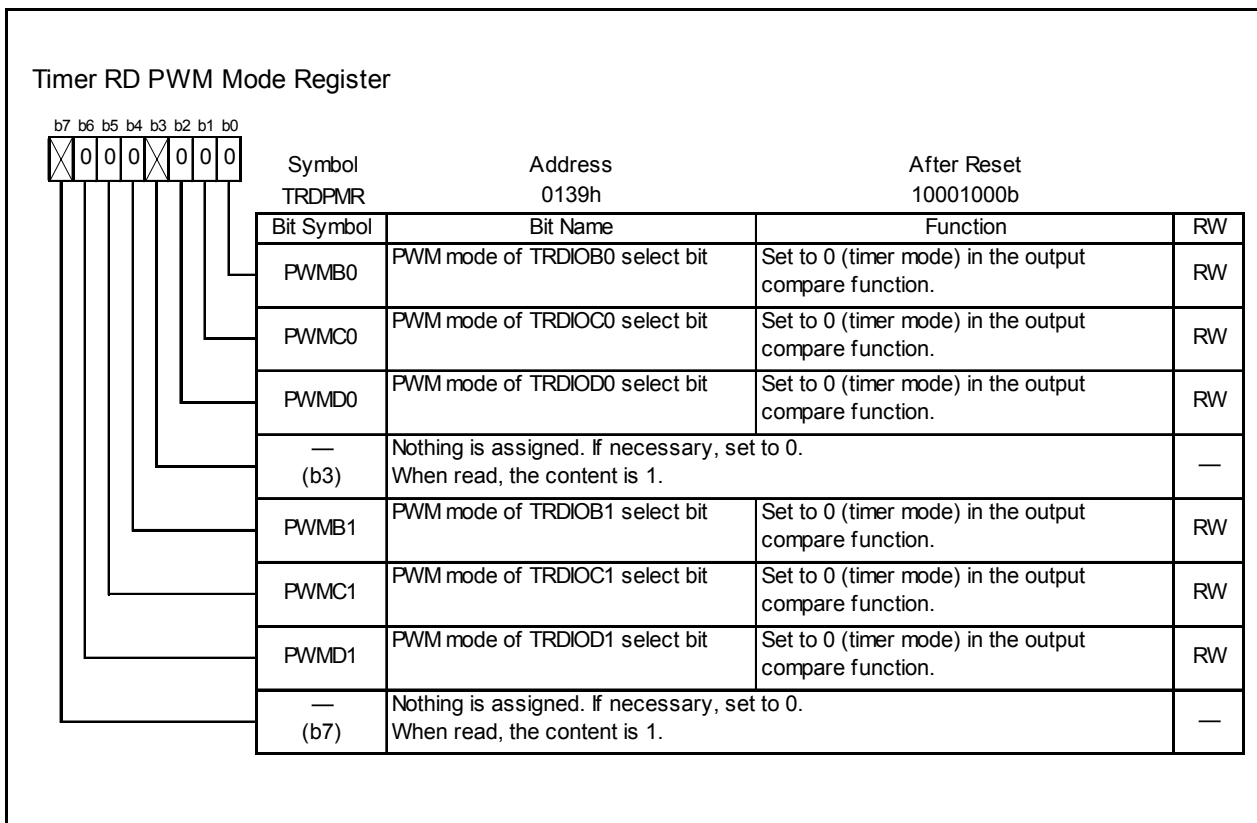 Timer RD PWM Mode Register
b7 b6 b5 b4 b3 b2 b1 b0
0 0 0 0 0 0
Symbol Address After Reset
TRDPMR 0139h 10001000b
Bit Symbol Bit Name Function RW
PWMB0 PWM mode of TRDIOB0 select bit Set to 0 (timer mode) in the output RW
compare function.
PWMC0 PWM mode of TRDIOC0 select bit Set to 0 (timer mode) in the output RW
compare function.
PWMD0 PWM mode of TRDIOD0 select bit Set to 0 (timer mode) in the output RW
compare function.
— Nothing is assigned. If necessary, set to 0. —
(b3) When read, the content is 1.
PWMB1 PWM mode of TRDIOB1 select bit Set to 0 (timer mode) in the output RW
compare function.
PWMC1 PWM mode of TRDIOC1 select bit Set to 0 (timer mode) in the output RW
compare function.
PWMD1 PWM mode of TRDIOD1 select bit Set to 0 (timer mode) in the output RW
compare function.
— Nothing is assigned. If necessary, set to 0. —
(b7) When read, the content is 1.